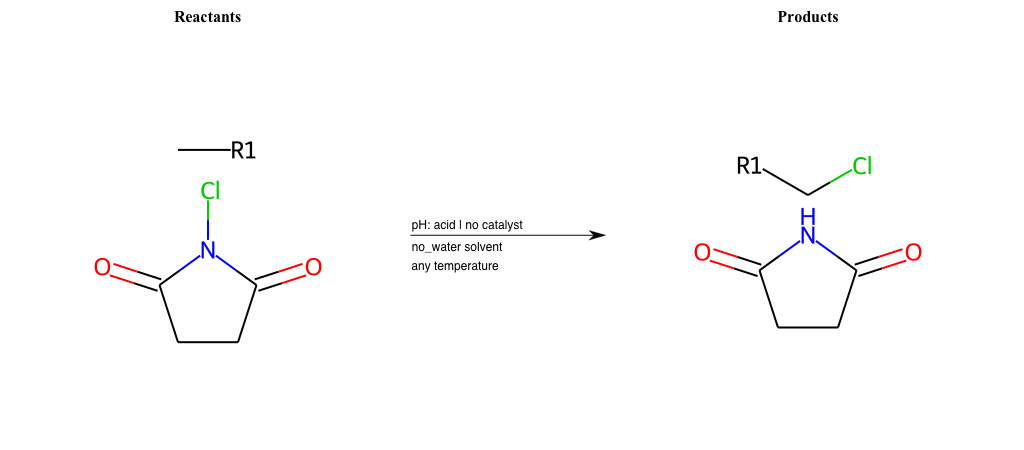 Reactants
Products
R1
Cl
N
O
O
pH: acid | no catalyst
no_water solvent
any temperature
R1
Cl
H
N
O
O